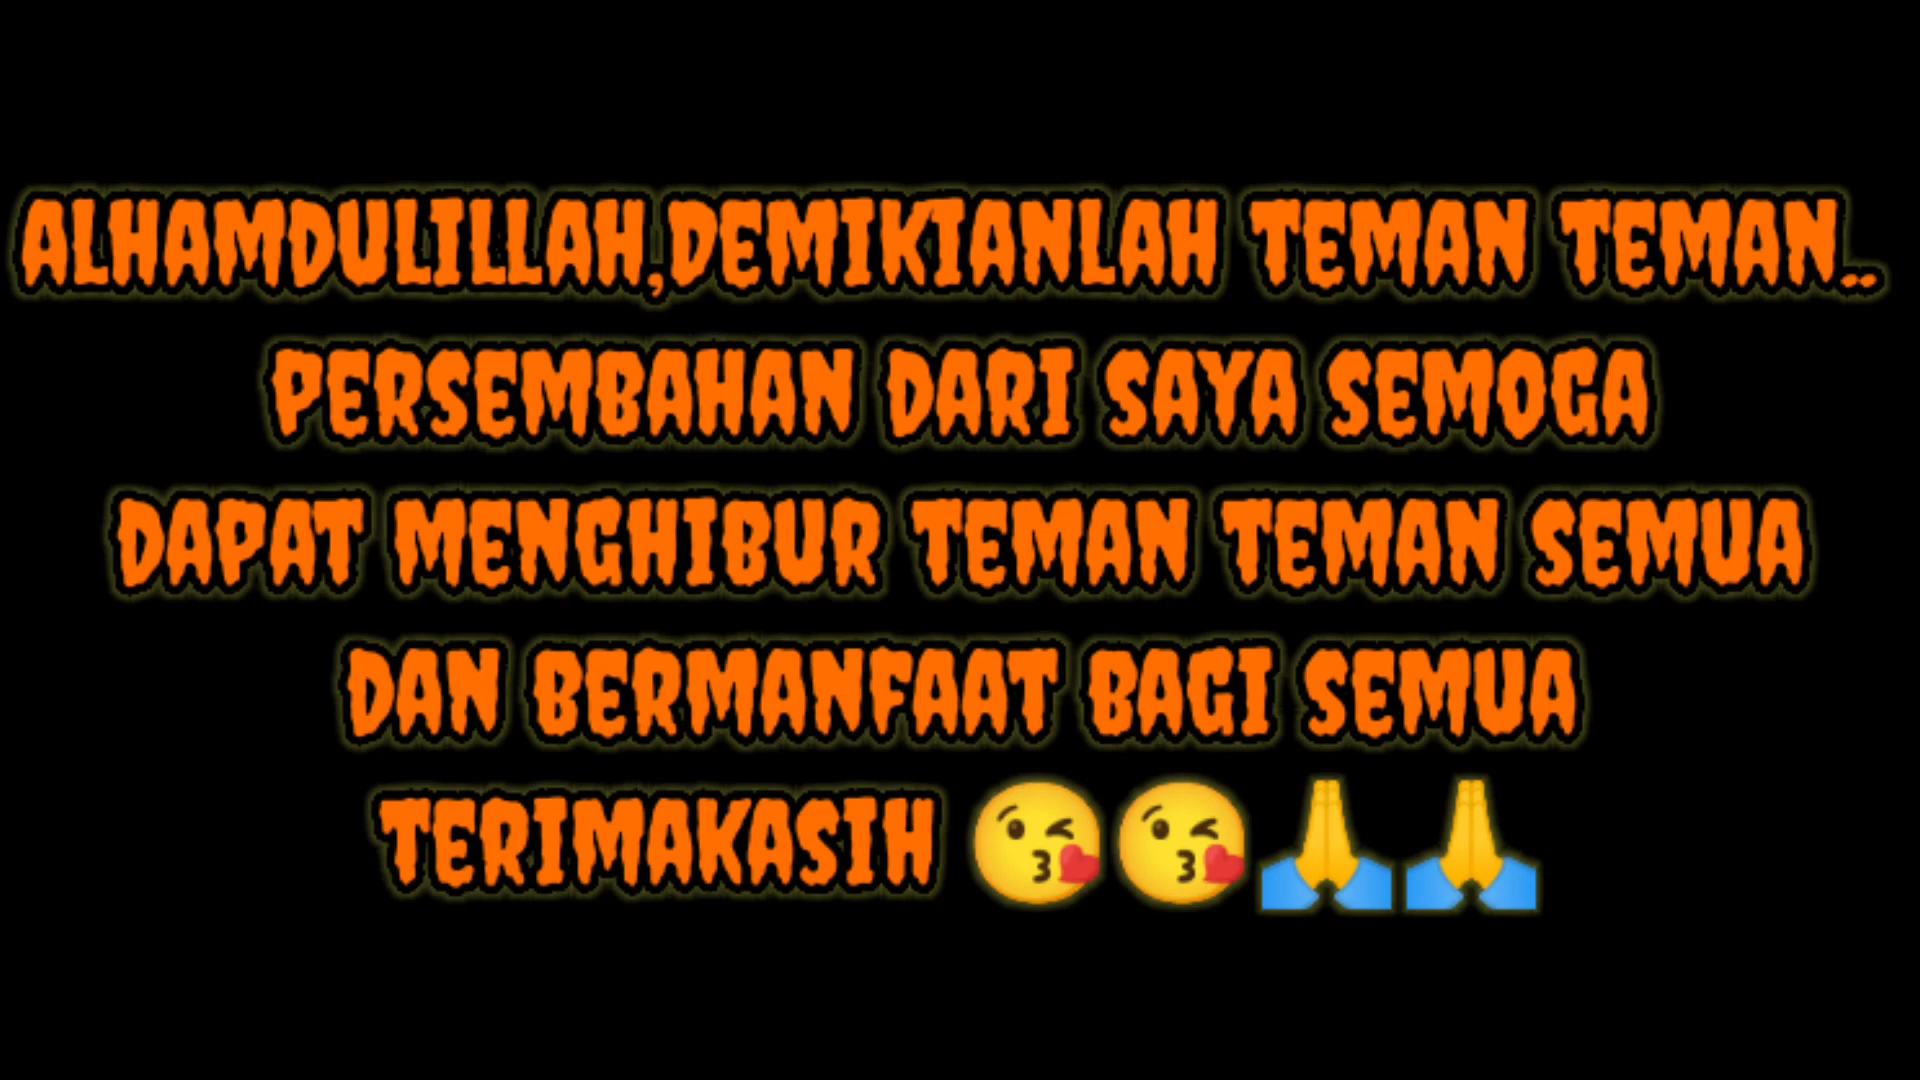 ALHAMDULILLAH,DEMIKIANLAH TEMAN TEMAN..
PERSEMBAHAN DARI SAYA SEMOGA
DAPAT MENGHIBUR TEMAN TEMAN SEMUA
DAN BERMANFAAT BAGI SEMUA
TERIMAKASIH 😘😘🙏🙏